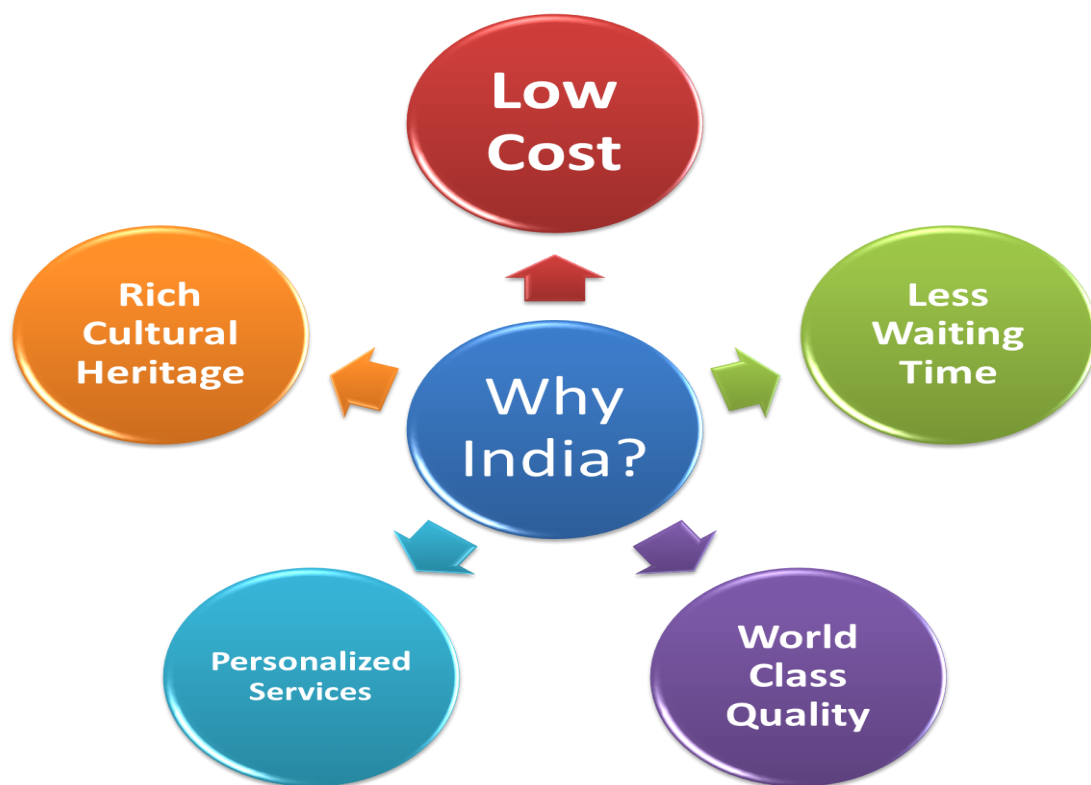 Low
Cost
Rich
Cultural
Heritage
Less
Waiting
Time
Why
India?
Personalized
Services
World
Class
Quality